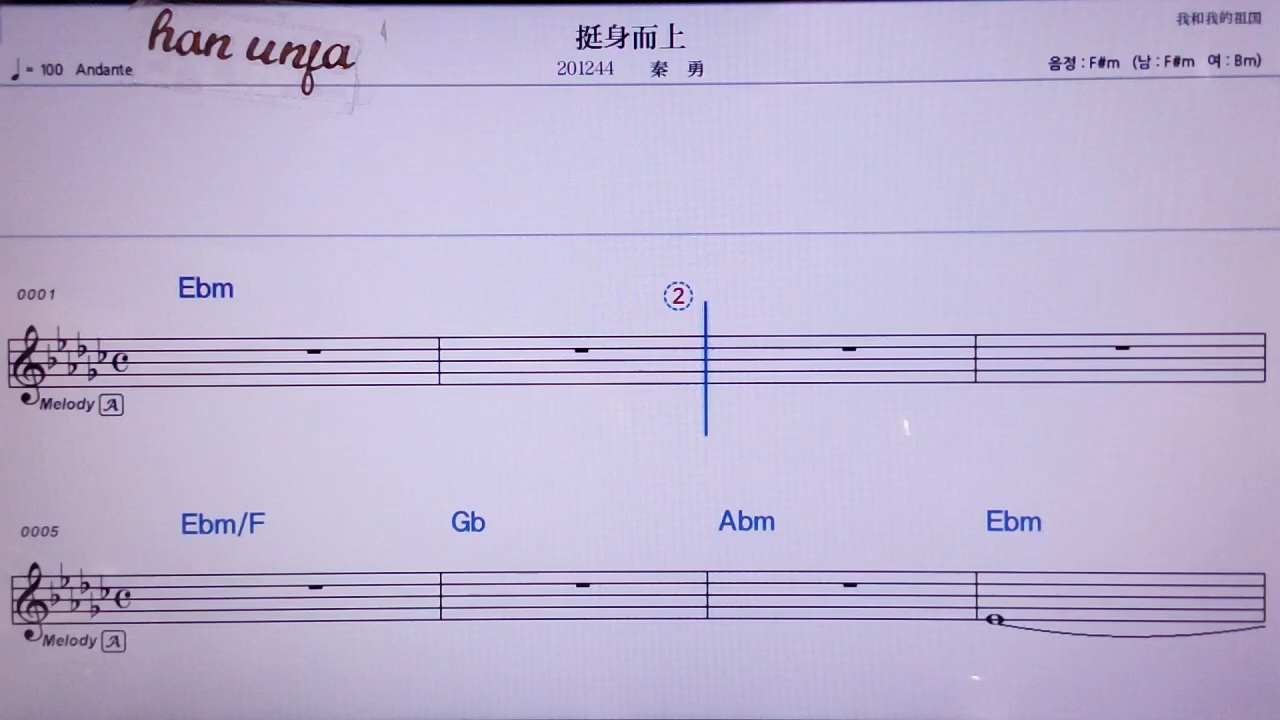 han unfa
挺身而上
我和我的祖国
♩= 100 Andante
201244 秦 勇
음정 : F#m (남 : F#m 여 : Bm)
0001
Ebm
2
Melody A
0005
Ebm/F Gb Abm Ebm
Melody A